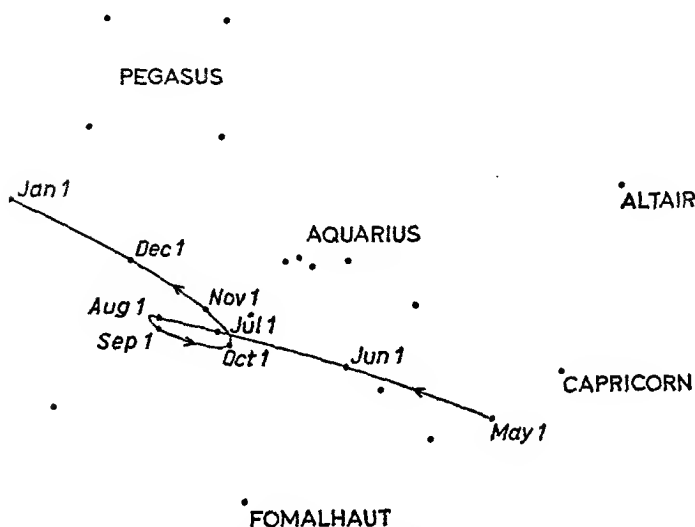 PEGASUS
Jan 1
ALTAIR
Dec 1
AQUARIUS
Nov 1
Aug 1
Jul 1
Sep 1
Oct 1
Jun 1
CAPRICORN
May 1
FOMALHAUT